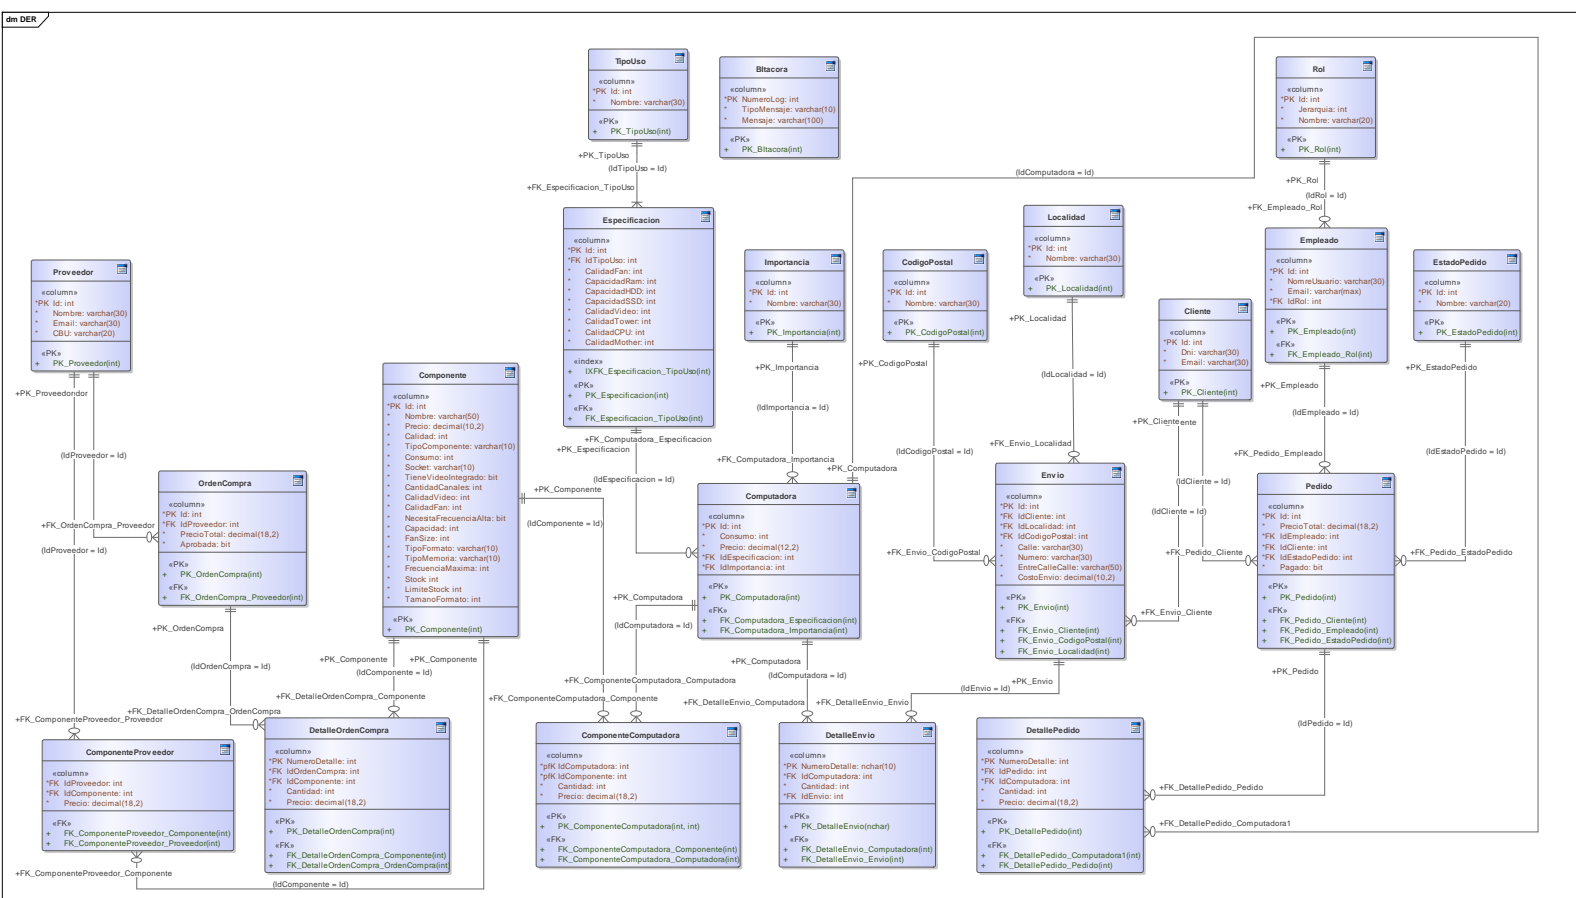 dm DER
TipoUso
«column»
*PK Id: int
* Nombre: varchar(30)
«PK»
+ PK_TipoUso(int)
BItacora
«column»
*PK NumeroLog: int
* TipoMensaje: varchar(10)
* Mensaje: varchar(100)
«PK»
+ PK_BItacora(int)
Rol
«column»
*PK Id: int
* Jerarquia: int
* Nombre: varchar(20)
«PK»
+ PK_Rol(int)
+PK_TipoUso
(IdTipoUso = Id)
+FK_Especificacion_TipoUso
(IdComputadora = Id)
+PK_Rol
(IdRol = Id)
+FK_Empleado_Rol
Especificacion
«column»
*PK Id: int
*FK IdTipoUso: int
* CalidadFan: int
* CapacidadRam: int
* CapacidadHDD: int
* CapacidadSSD: int
* CalidadVideo: int
* CalidadTower: int
* CalidadCPU: int
* CalidadMother: int
«index»
+ IXFK_Especificacion_TipoUso(int)
«PK»
+ PK_Especificacion(int)
«FK»
+ FK_Especificacion_TipoUso(int)
Localidad
«column»
*PK Id: int
* Nombre: varchar(30)
«PK»
+ PK_Localidad(int)
Importancia
«column»
*PK Id: int
* Nombre: varchar(30)
«PK»
+ PK_Importancia(int)
CodigoPostal
«column»
*PK Id: int
* Nombre: varchar(30)
«PK»
+ PK_CodigoPostal(int)
Empleado
«column»
*PK Id: int
* NomreUsuario: varchar(30)
* Email: varchar(max)
*FK IdRol: int
«PK»
+ PK_Empleado(int)
«FK»
+ FK_Empleado_Rol(int)
EstadoPedido
«column»
*PK Id: int
* Nombre: varchar(20)
«PK»
+ PK_EstadoPedido(int)
Proveedor
«column»
*PK Id: int
* Nombre: varchar(30)
* Email: varchar(30)
* CBU: varchar(20)
«PK»
+ PK_Proveedor(int)
Cliente
«column»
*PK Id: int
* Dni: varchar(30)
* Email: varchar(30)
«PK»
+ PK_Cliente(int)
Componente
«column»
*PK Id: int
* Nombre: varchar(50)
* Precio: decimal(10,2)
* Calidad: int
* TipoComponente: varchar(10)
* Consumo: int
* Socket: varchar(10)
* TieneVideoIntegrado: bit
* CantidadCanales: int
* CalidadVideo: int
* CalidadFan: int
* NecesitaFrecuenciaAlta: bit
* Capacidad: int
* FanSize: int
* TipoFormato: varchar(10)
* TipoMemoria: varchar(10)
* FrecuenciaMaxima: int
* Stock: int
* LimiteStock: int
* TamanoFormato: int
«PK»
+ PK_Componente(int)
+PK_Localidad
(IdLocalidad = Id)
+FK_Envio_Localidad
+PK_Importancia
(IdImportancia = Id)
+FK_Computadora_Importancia
+PK_CodigoPostal
(IdCodigoPostal = Id)
+FK_Envio_CodigoPostal
+PK_Empleado
(IdEmpleado = Id)
+FK_Pedido_Empleado
+PK_EstadoPedido
(IdEstadoPedido = Id)
+FK_Pedido_EstadoPedido
(IdProveedor = Id)
+FK_OrdenCompra_Proveedor
(IdProveedor = Id)
+FK_Computadora_Especificacion
+PK_Especificacion
(IdEspecificacion = Id)
+PK_Computadora
(IdCliente = Id)
(IdCliente = Id)
+FK_Pedido_Cliente
+FK_Envio_Cliente
OrdenCompra
«column»
*PK Id: int
*FK IdProveedor: int
* PrecioTotal: decimal(18,2)
* Aprobada: bit
«PK»
+ PK_OrdenCompra(int)
«FK»
+ FK_OrdenCompra_Proveedor(int)
+PK_Componente
(IdComponente = Id)
Computadora
«column»
*PK Id: int
* Consumo: int
* Precio: decimal(12,2)
*FK IdEspecificacion: int
*FK IdImportancia: int
«PK»
+ PK_Computadora(int)
«FK»
+ FK_Computadora_Especificacion(int)
+ FK_Computadora_Importancia(int)
Envio
«column»
*PK Id: int
*FK IdCliente: int
*FK IdLocalidad: int
*FK IdCodigoPostal: int
* Calle: varchar(30)
* Numero: varchar(30)
* EntreCalleCalle: varchar(50)
* CostoEnvio: decimal(10,2)
«PK»
+ PK_Envio(int)
«FK»
+ FK_Envio_Cliente(int)
+ FK_Envio_CodigoPostal(int)
+ FK_Envio_Localidad(int)
Pedido
«column»
*PK Id: int
* PrecioTotal: decimal(18,2)
*FK IdEmpleado: int
*FK IdCliente: int
*FK IdEstadoPedido: int
* Pagado: bit
«PK»
+ PK_Pedido(int)
«FK»
+ FK_Pedido_Cliente(int)
+ FK_Pedido_Empleado(int)
+ FK_Pedido_EstadoPedido(int)
+PK_OrdenCompra
(IdOrdenCompra = Id)
+FK_DetalleOrdenCompra_OrdenCompra
+PK_Componente
(IdComponente = Id)
+FK_DetalleOrdenCompra_Componente
+PK_Componente
+PK_Computadora
(IdComputadora = Id)
+FK_ComponenteComputadora_Computadora
+FK_ComponenteComputadora_Componente
+PK_Computadora
(IdComputadora = Id)
+FK_DetalleEnvio_Computadora
+PK_Envio
(IdEnvio = Id)
+FK_DetalleEnvio_Envio
+PK_Pedido
(IdPedido = Id)
+FK_ComponenteProveedor_Proveedor
ComponenteProveedor
«column»
*FK IdProveedor: int
*FK IdComponente: int
* Precio: decimal(18,2)
«FK»
+ FK_ComponenteProveedor_Componente(int)
+ FK_ComponenteProveedor_Proveedor(int)
DetalleOrdenCompra
«column»
*PK NumeroDetalle: int
*FK IdOrdenCompra: int
*FK IdComponente: int
* Cantidad: int
* Precio: decimal(18,2)
«PK»
+ PK_DetalleOrdenCompra(int)
«FK»
+ FK_DetalleOrdenCompra_Componente(int)
+ FK_DetalleOrdenCompra_OrdenCompra(int)
ComponenteComputadora
«column»
*pfK IdComputadora: int
*pfK IdComponente: int
* Cantidad: int
* Precio: decimal(18,2)
«PK»
+ PK_ComponenteComputadora(int, int)
«FK»
+ FK_ComponenteComputadora_Componente(int)
+ FK_ComponenteComputadora_Computadora(int)
DetalleEnvio
«column»
*PK NumeroDetalle: nchar(10)
*FK IdComputadora: int
* Cantidad: int
*FK IdEnvio: int
«PK»
+ PK_DetalleEnvio(nchar)
«FK»
+ FK_DetalleEnvio_Computadora(int)
+ FK_DetalleEnvio_Envio(int)
DetallePedido
«column»
*PK NumeroDetalle: int
*FK IdPedido: int
*FK IdComputadora: int
* Cantidad: int
* Precio: decimal(18,2)
«PK»
+ PK_DetallePedido(int)
«FK»
+ FK_DetallePedido_Computadora1(int)
+ FK_DetallePedido_Pedido(int)
+FK_DetallePedido_Pedido
+FK_DetallePedido_Computadora1
+FK_ComponenteProveedor_Componente
(IdComponente = Id)